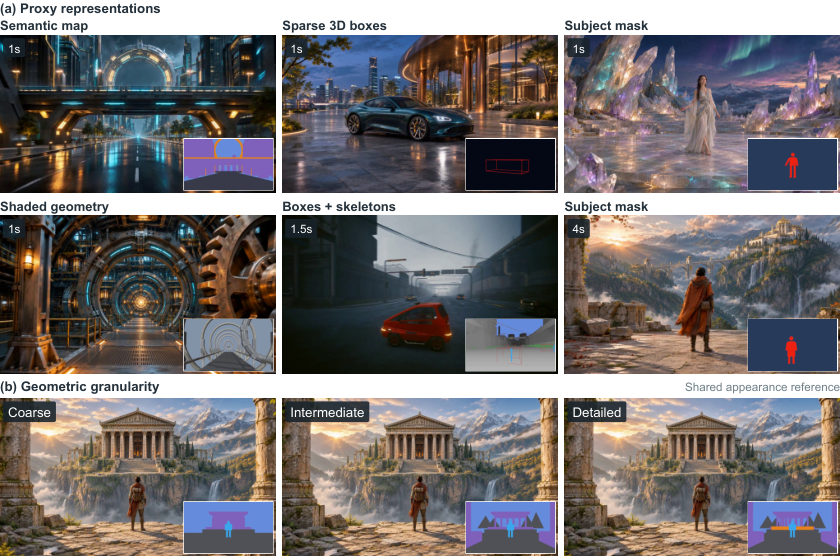 (a) Proxy representations
Semantic map
Sparse 3D boxes
Subject mask
1s
1s
1s
Shaded geometry
Boxes + skeletons
Subject mask
1s
1.5s
4s
(b) Geometric granularity
Shared appearance reference
Coarse
Intermediate
Detailed